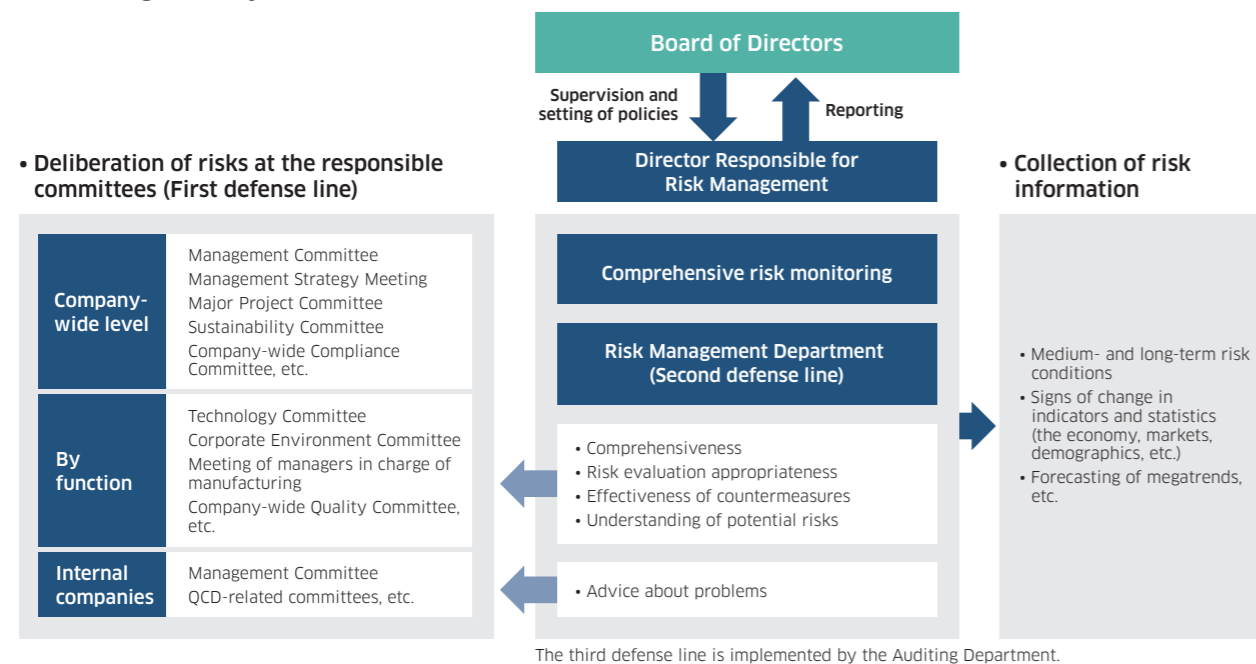 Board of Directors
Supervision and
setting of policies
Reporting
Director Responsible for
Risk Management
• Deliberation of risks at the responsible
committees (First defense line)
Company-
wide level
Management Committee
Management Strategy Meeting
Major Project Committee
Sustainability Committee
Company-wide Compliance
Committee, etc.
By
function
Technology Committee
Corporate Environment Committee
Meeting of managers in charge of
manufacturing
Company-wide Quality Committee,
etc.
Internal
companies
Management Committee
QCD-related committees, etc.
Comprehensive risk monitoring
Risk Management Department
(Second defense line)
• Comprehensiveness
• Risk evaluation appropriateness
• Effectiveness of countermeasures
• Understanding of potential risks
• Advice about problems
• Collection of risk
information
• Medium- and long-term risk
conditions
• Signs of change in
indicators and statistics
(the economy, markets,
demographics, etc.)
• Forecasting of megatrends,
etc.
The third defense line is implemented by the Auditing Department.